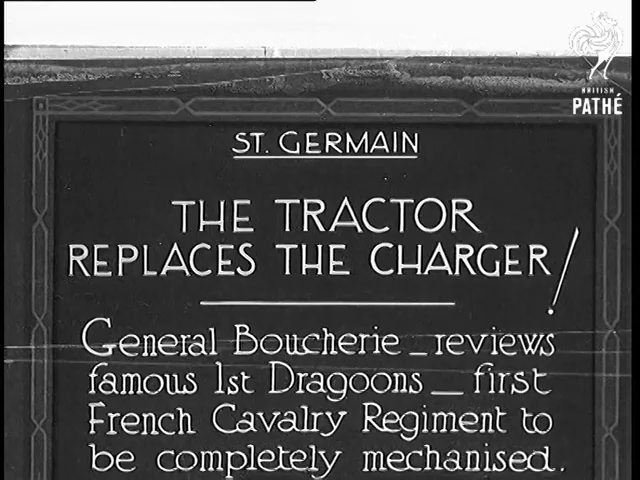 BRITISH
PATHÉ
ST. GERMAIN
THE TRACTOR
REPLACES THE CHARGER!
General Boucherie _ reviews
famous 1st Dragoons _ first
French Cavalry Regiment to
be completely mechanised.